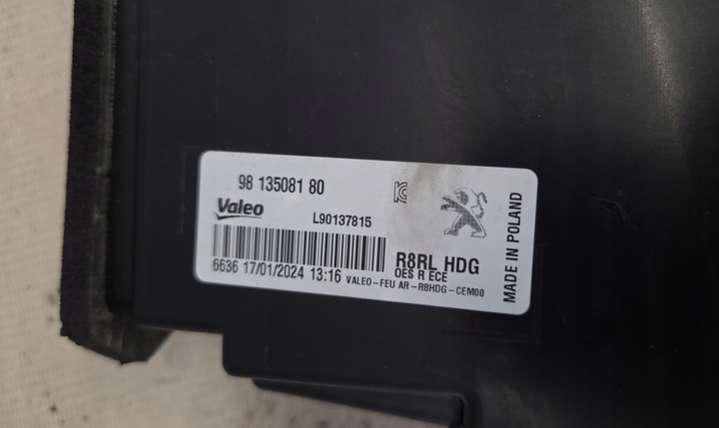 98 135081 80
Valeo
L90137815
R8RL HDG
OES R ECE
6636 17/01/2024 13:16 VALEO-FEU AR-R8HDG-CEM00
MADE IN POLAND